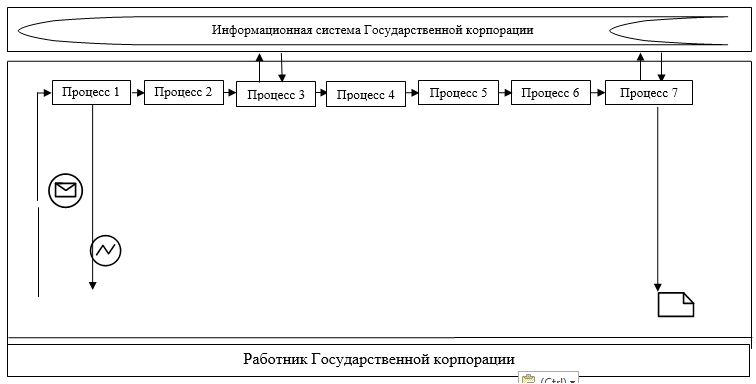 Информационная система Государственной корпорации
Процесс 1
Процесс 2
Процесс 3
Процесс 4
Процесс 5
Процесс 6
Процесс 7
Работник Государственной корпорации
(Ctrl)